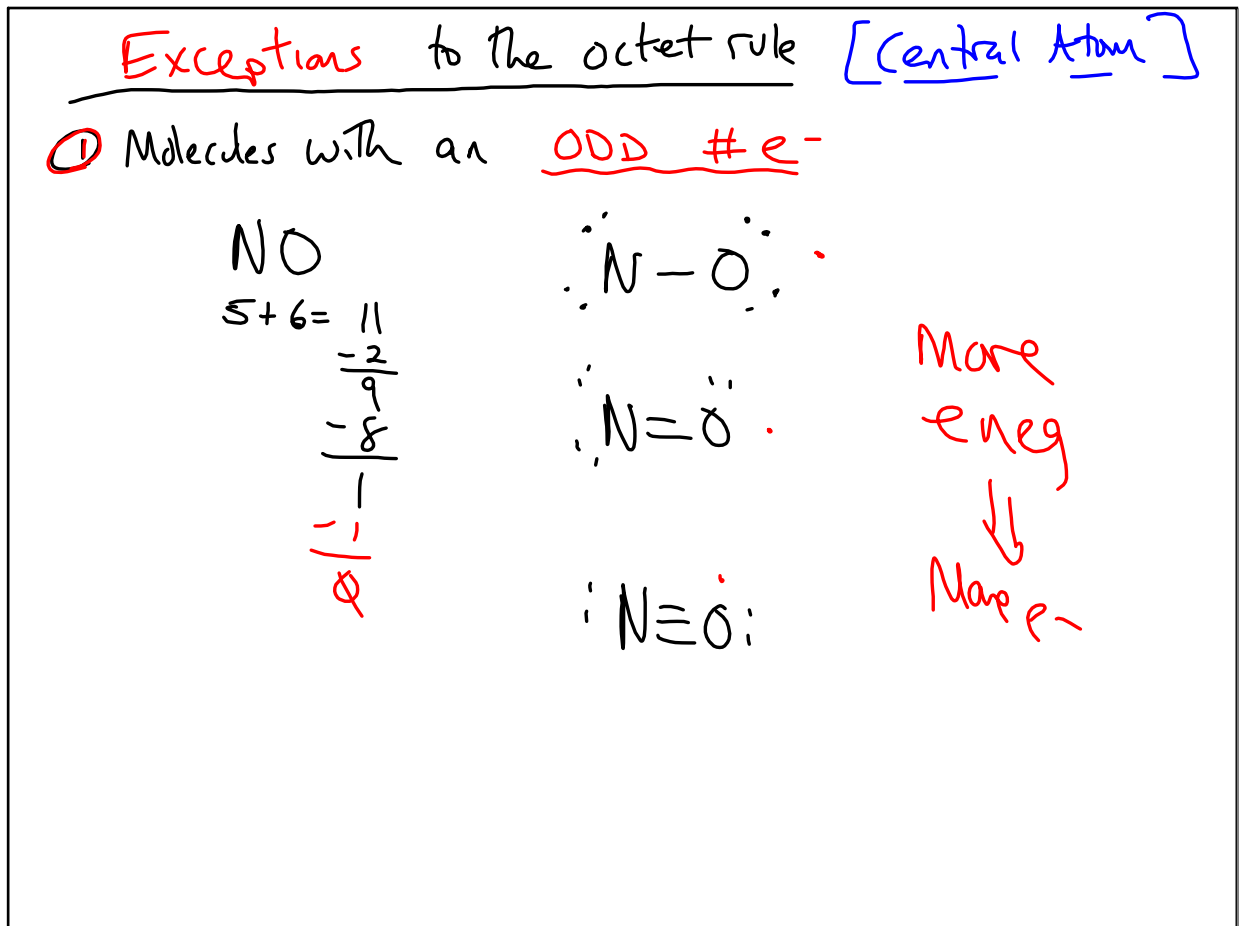 Exceptions to the octet rule [Central Atom]
① Molecules with an ODD # e-
NO
5+6= 11
-2
9
-8
1
-1
0
N-O
N=O
N≡O
More
eneg
⇓
More e-